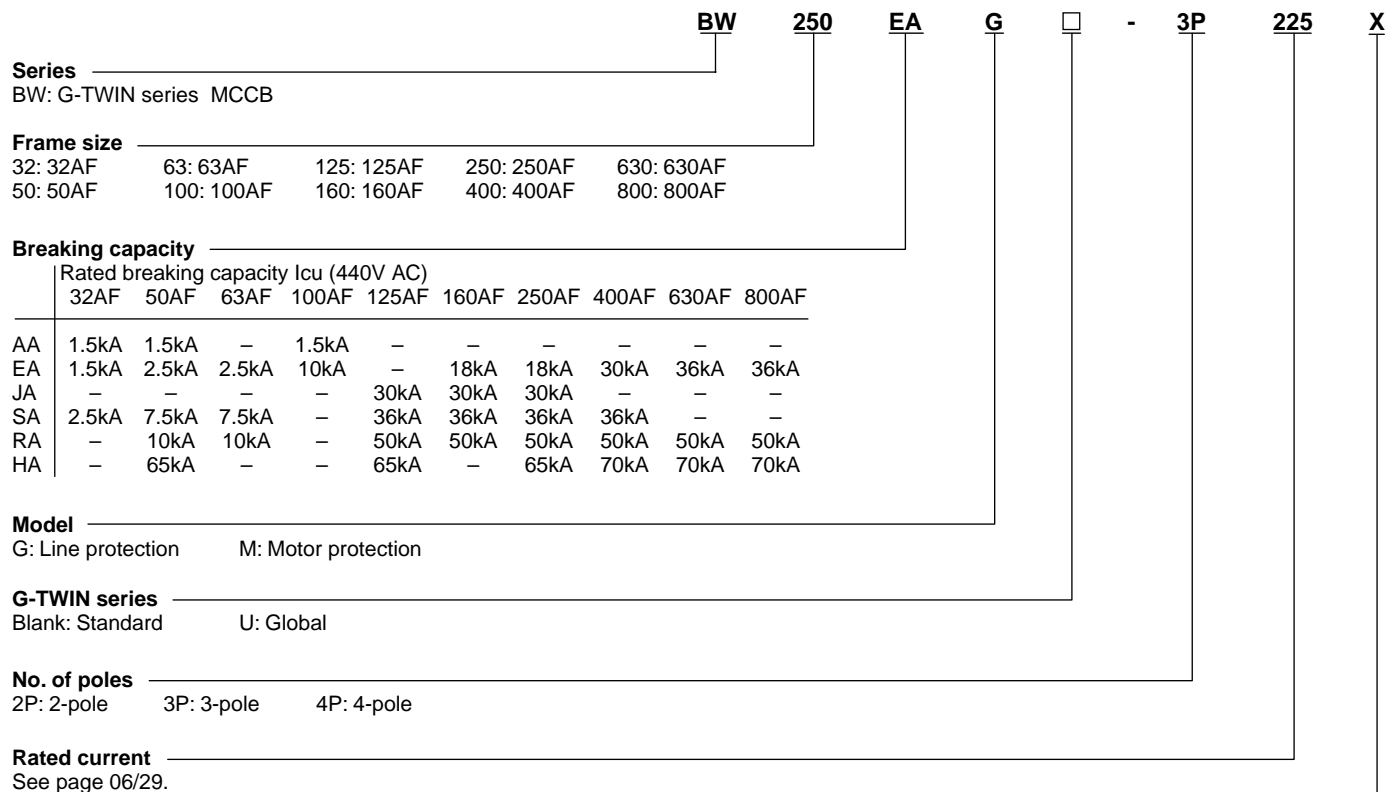 BW 250 EA G □ - 3P 225 X
Series
BW: G-TWIN series MCCB
Frame size
32: 32AF 63: 63AF 125: 125AF 250: 250AF 630: 630AF
50: 50AF 100: 100AF 160: 160AF 400: 400AF 800: 800AF
Breaking capacity
Rated breaking capacity Icu (440V AC)
32AF 50AF 63AF 100AF 125AF 160AF 250AF 400AF 630AF 800AF
AA 1.5kA 1.5kA – 1.5kA – – – – – –
EA 1.5kA 2.5kA 2.5kA 10kA – 18kA 18kA 30kA 36kA 36kA
JA – – – – 30kA 30kA 30kA – – –
SA 2.5kA 7.5kA 7.5kA – 36kA 36kA 36kA 36kA – –
RA – 10kA 10kA – 50kA 50kA 50kA 50kA 50kA 50kA
HA – 65kA – – 65kA – 65kA 70kA 70kA 70kA
Model
G: Line protection M: Motor protection
G-TWIN series
Blank: Standard U: Global
No. of poles
2P: 2-pole 3P: 3-pole 4P: 4-pole
Rated current
See page 06/29.